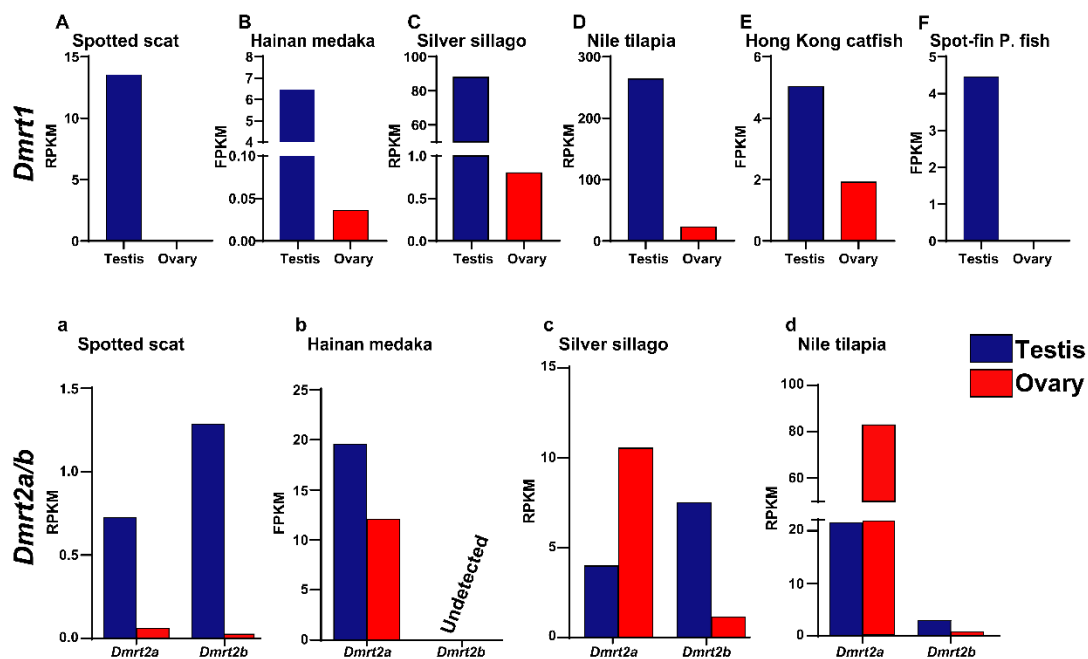 A
Spotted scat
15
10
5
0
RPKM
Testis Ovary
B
Hainan medaka
8
7
6
5
4
0.10
0.05
0.00
FPKM
Testis Ovary
C
Silver sillago
100
80
60
40
1.0
0.5
0.0
RPKM
Testis Ovary
D
Nile tilapia
300
200
100
0
RPKM
Testis Ovary
E
Hong Kong catfish
6
4
2
0
FPKM
Testis Ovary
F
Spot-fin P. fish
5
4
3
2
1
0
FPKM
Testis Ovary
Dmrt1
a
Spotted scat
1.5
1.0
0.5
0.0
RPKM
Dmrt2a Dmrt2b
b
Hainan medaka
25
20
15
10
5
0
FPKM
Undetected
Dmrt2a Dmrt2b
c
Silver sillago
15
10
5
0
RPKM
Dmrt2a Dmrt2b
d
Nile tilapia
100
80
60
20
10
0
RPKM
Dmrt2a Dmrt2b
Testis
Ovary
Dmrt2a/b